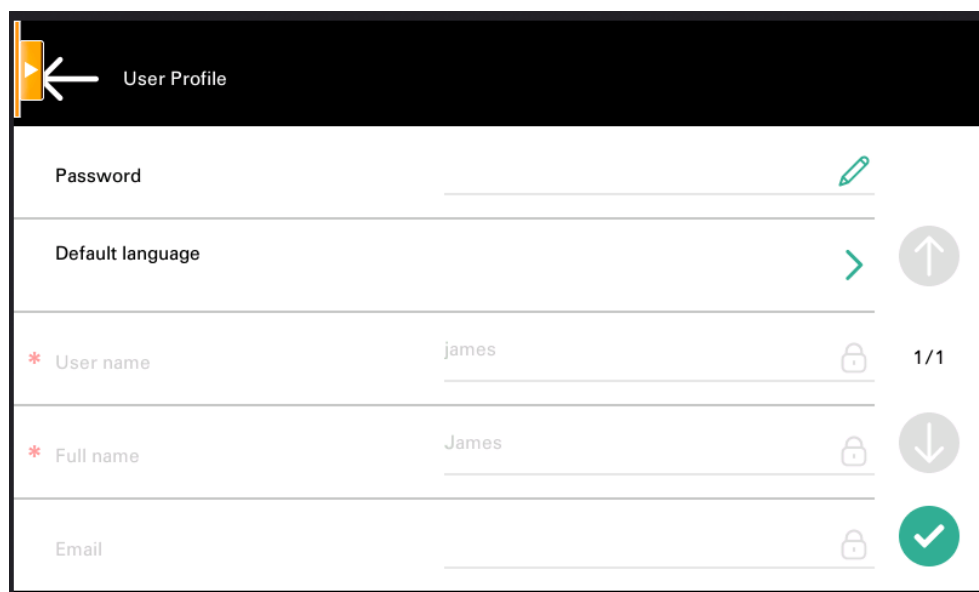 User Profile
Password
Default language
* User name james
1/1
* Full name James
Email